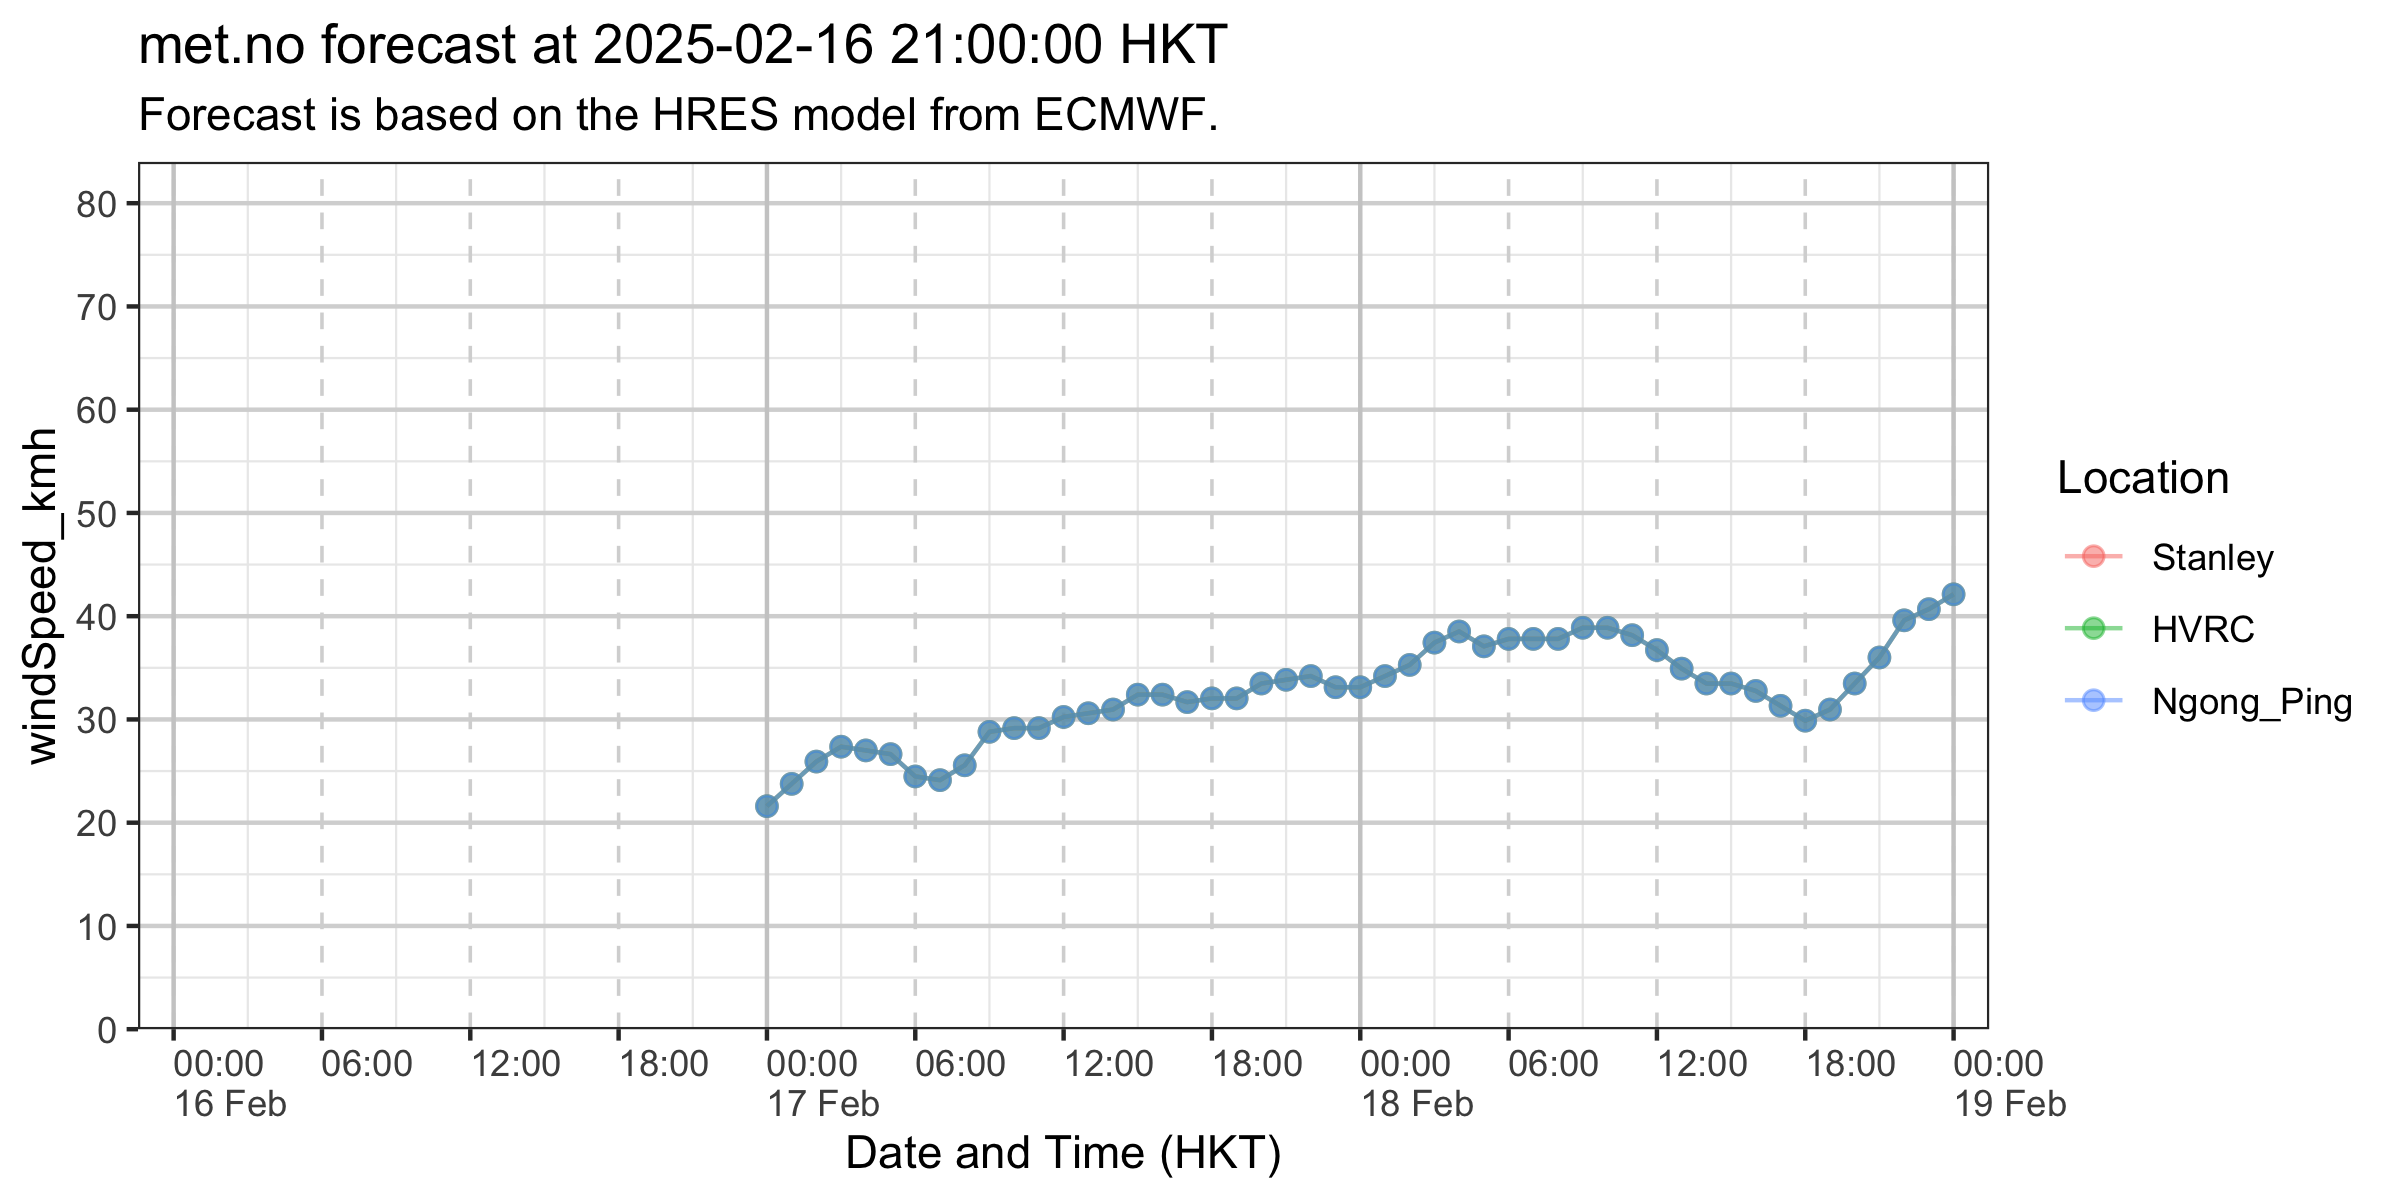 met.no forecast at 2025-02-16 21:00:00 HKT
Forecast is based on the HRES model from ECMWF.
windSpeed_kmh
80
70
60
50
40
30
20
10
0
00:00 06:00 12:00 18:00 00:00 06:00 12:00 18:00 00:00 06:00 12:00 18:00 00:00
16 Feb 17 Feb 18 Feb 19 Feb
Date and Time (HKT)
Location
Stanley
HVRC
Ngong_Ping